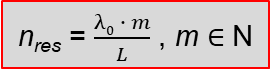 n_res = λ₀ · m / L , m ∈ N